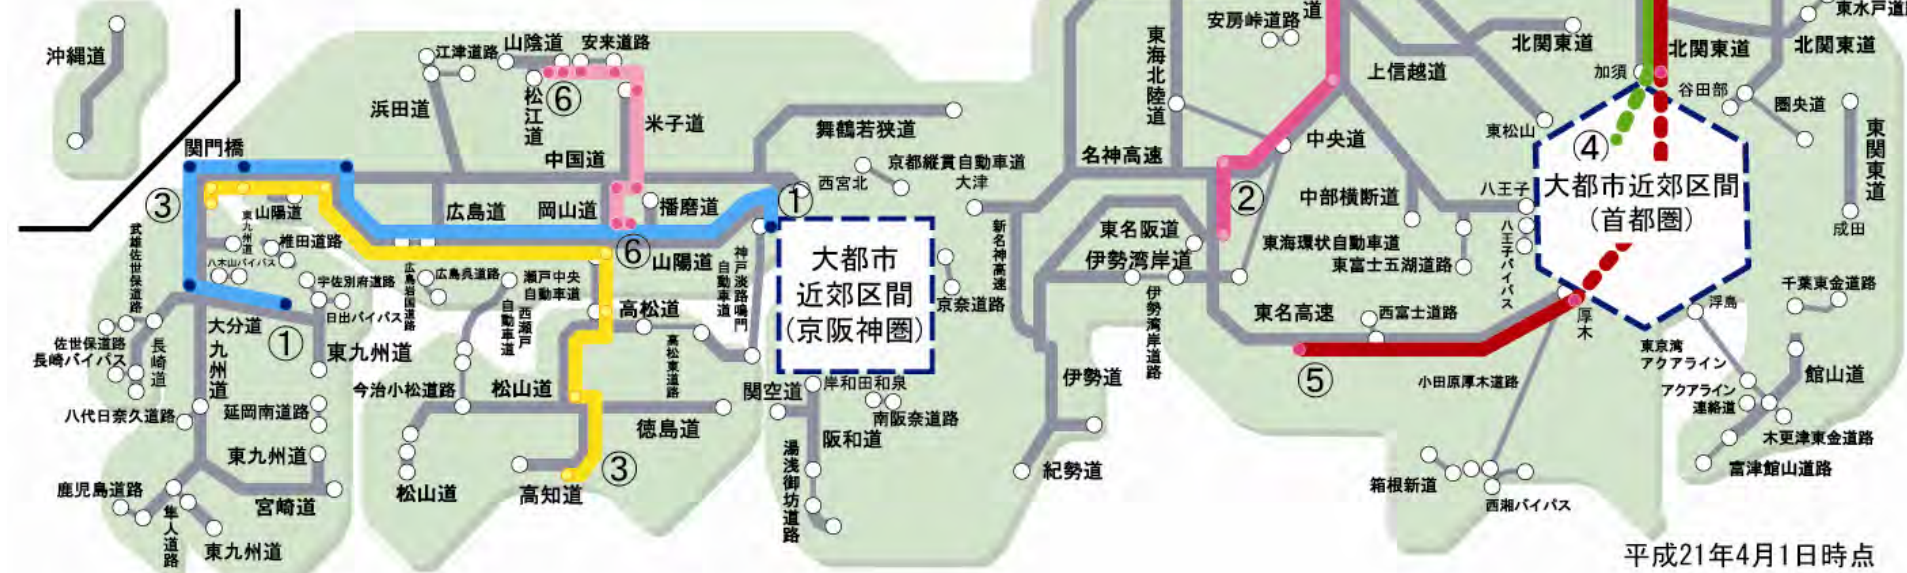 沖縄道
江津道路
山陰道
安来道路
浜田道
松江道
⑥
米子道
中国道
舞鶴若狭道
関門橋
③
山陽道
東九州道
椎田道路
八木山バイパス
武雄佐世保道路
宇佐別府道路
日出バイパス
大分道
①
佐世保道路
長崎バイパス
長崎道
九州道
東九州道
八代日奈久道路
延岡南道路
東九州道
鹿児島道路
隼人道路
宮崎道
東九州道
広島道
岡山道
播磨道
西宮北
①
京都縦貫自動車道
大津
⑥
山陽道
広島岩国道路
広島呉道路
西瀬戸
自動車道
瀬戸中央
自動車道
高松道
神戸淡路鳴門
自動車道
大都市
近郊区間
(京阪神圏)
今治小松道路
松山道
高松東道路
徳島道
松山道
高知道
③
関空道
岸和田和泉
南阪奈道路
阪和道
湯浅御坊道路
京奈道路
新名神高速
安房峠道路
道
東海北陸道
名神高速
②
中央道
上信越道
東名阪道
伊勢湾岸道
伊勢湾岸道路
東海環状自動車道
東富士五湖道路
中部横断道
八王子
八王子バイパス
東名高速
西富士道路
⑤
小田原厚木道路
厚木
伊勢道
紀勢道
箱根新道
西湘バイパス
北関東道
北関東道
北関東道
東水戸道路
加須
谷田部
圏央道
東松山
④
大都市近郊区間
(首都圏)
東関東道
成田
千葉東金道路
浮島
東京湾
アクアライン
アクアライン
連絡道
館山道
木更津東金道路
富津館山道路
平成21年4月1日時点